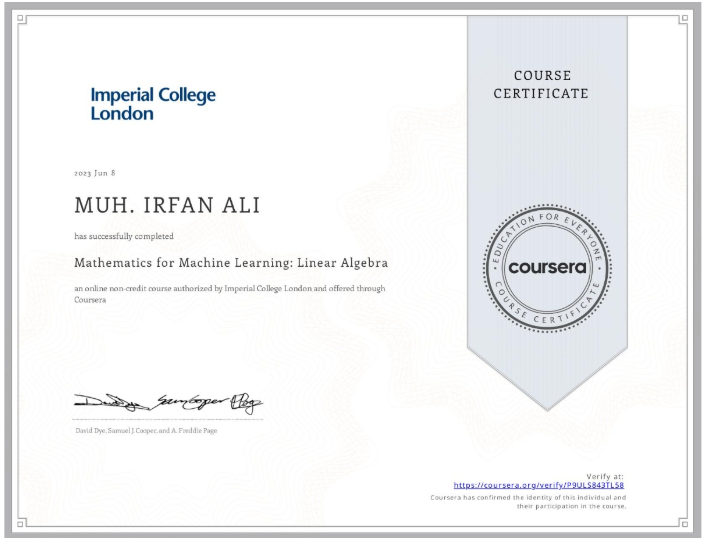 COURSE
CERTIFICATE
Imperial College
London
2023 Jun 8
MUH. IRFAN ALI
has successfully completed
Mathematics for Machine Learning: Linear Algebra
an online non-credit course authorized by Imperial College London and offered through
Coursera
EDUCATION FOR EVERYONE
coursera
COURSE CERTIFICATE
David Dye, Samuel J. Cooper, and A. Freddie Page
Verify at:
https://coursera.org/verify/P9ULS843TL58
Coursera has confirmed the identity of this individual and
their participation in the course.